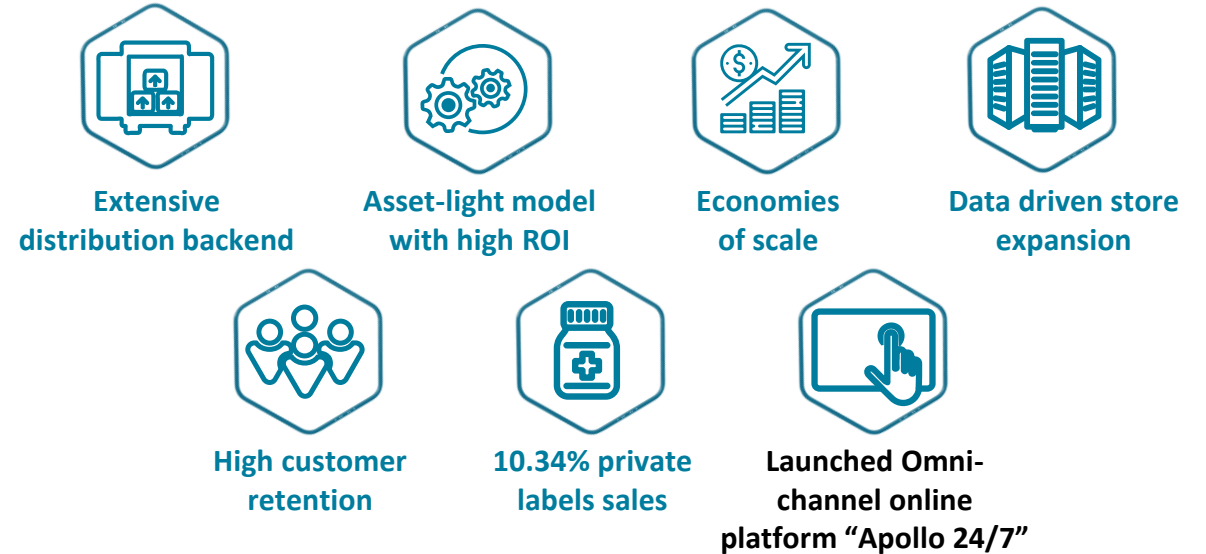 Extensive
distribution backend
Asset-light model
with high ROI
Economies
of scale
Data driven store
expansion
High customer
retention
10.34% private
labels sales
Launched Omni-
channel online
platform “Apollo 24/7”